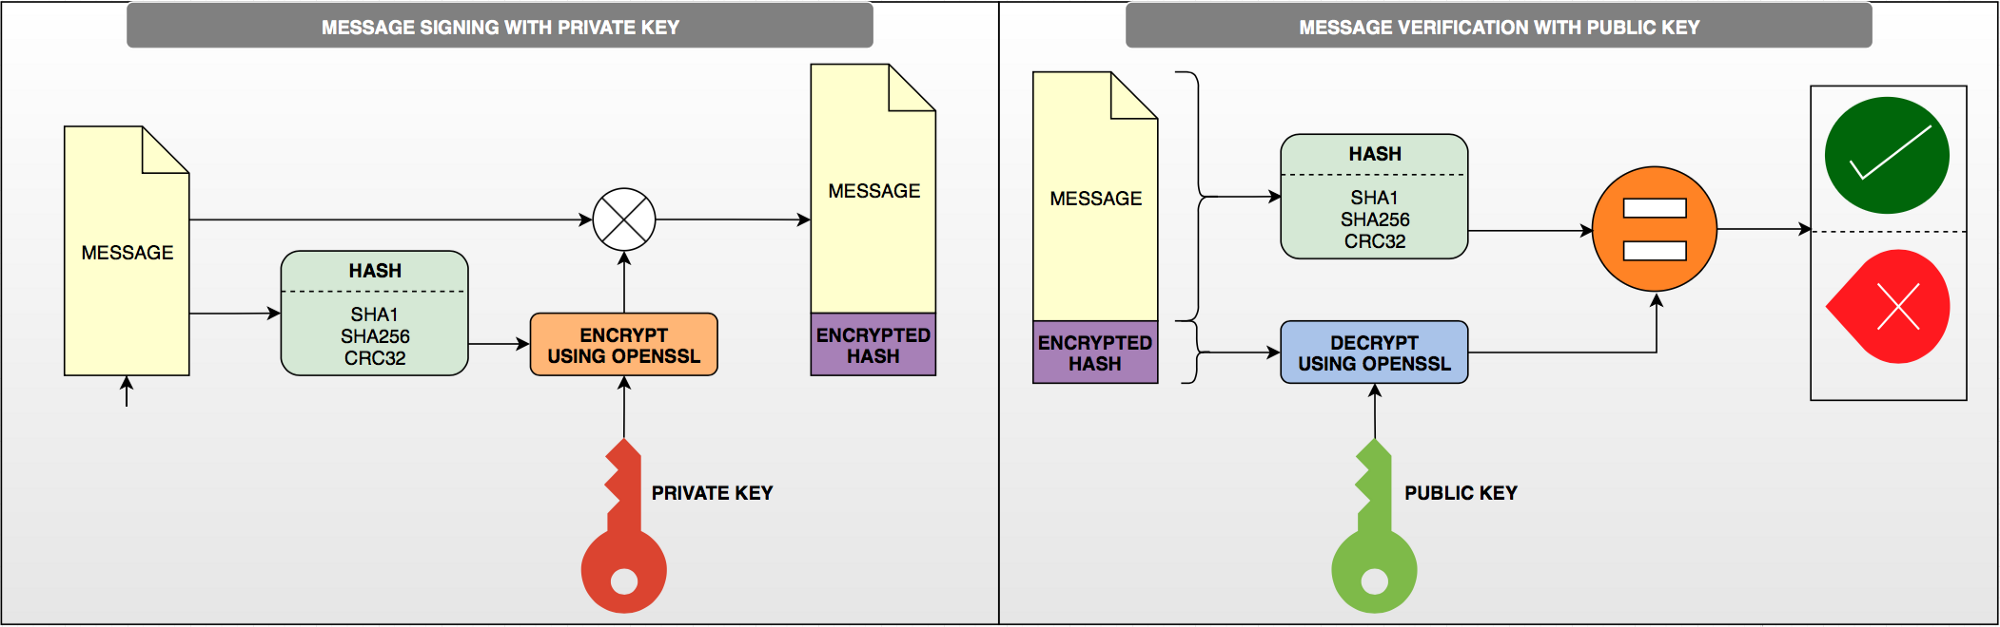 MESSAGE SIGNING WITH PRIVATE KEY
MESSAGE
HASH
SHA1
SHA256
CRC32
ENCRYPT
USING OPENSSL
PRIVATE KEY
MESSAGE
ENCRYPTED
HASH
MESSAGE VERIFICATION WITH PUBLIC KEY
MESSAGE
ENCRYPTED
HASH
HASH
SHA1
SHA256
CRC32
DECRYPT
USING OPENSSL
PUBLIC KEY